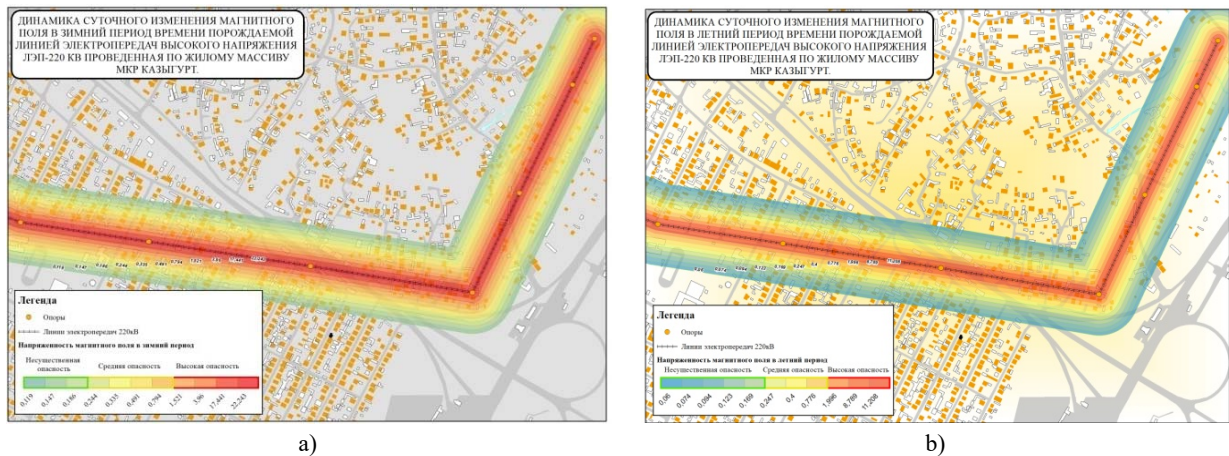 ДИНАМИКА СУТОЧНОГО ИЗМЕНЕНИЯ МАГНИТНОГО
ПОЛЯ В ЗИМНИЙ ПЕРИОД ВРЕМЕНИ ПОРОЖДАЕМОЙ
ЛИНИЕЙ ЭЛЕКТРОПЕРЕДАЧ ВЫСОКОГО НАПРЯЖЕНИЯ
ЛЭП-220 КВ ПРОВЕДЕННАЯ ПО ЖИЛОМУ МАССИВУ
МКР КАЗЫГУРТ.
Легенда
Опоры
Линии электропередач 220кВ
Напряженность магнитного поля в зимний период
Несущественная опасность
Средняя опасность
Высокая опасность
0,119 0,147 0,186 0,244 0,335 0,491 0,794 1,521 3,96 17,441 22,243
a)
ДИНАМИКА СУТОЧНОГО ИЗМЕНЕНИЯ МАГНИТНОГО
ПОЛЯ В ЛЕТНИЙ ПЕРИОД ВРЕМЕНИ ПОРОЖДАЕМОЙ
ЛИНИЕЙ ЭЛЕКТРОПЕРЕДАЧ ВЫСОКОГО НАПРЯЖЕНИЯ
ЛЭП-220 КВ ПРОВЕДЕННАЯ ПО ЖИЛОМУ МАССИВУ
МКР КАЗЫГУРТ.
Легенда
Опоры
Линии электропередач 220кВ
Напряженность магнитного поля в летний период
Несущественная опасность Средняя опасность Высокая опасность
0,06 0,074 0,094 0,123 0,169 0,247 0,4 0,776 1,996 8,789 11,208
b)